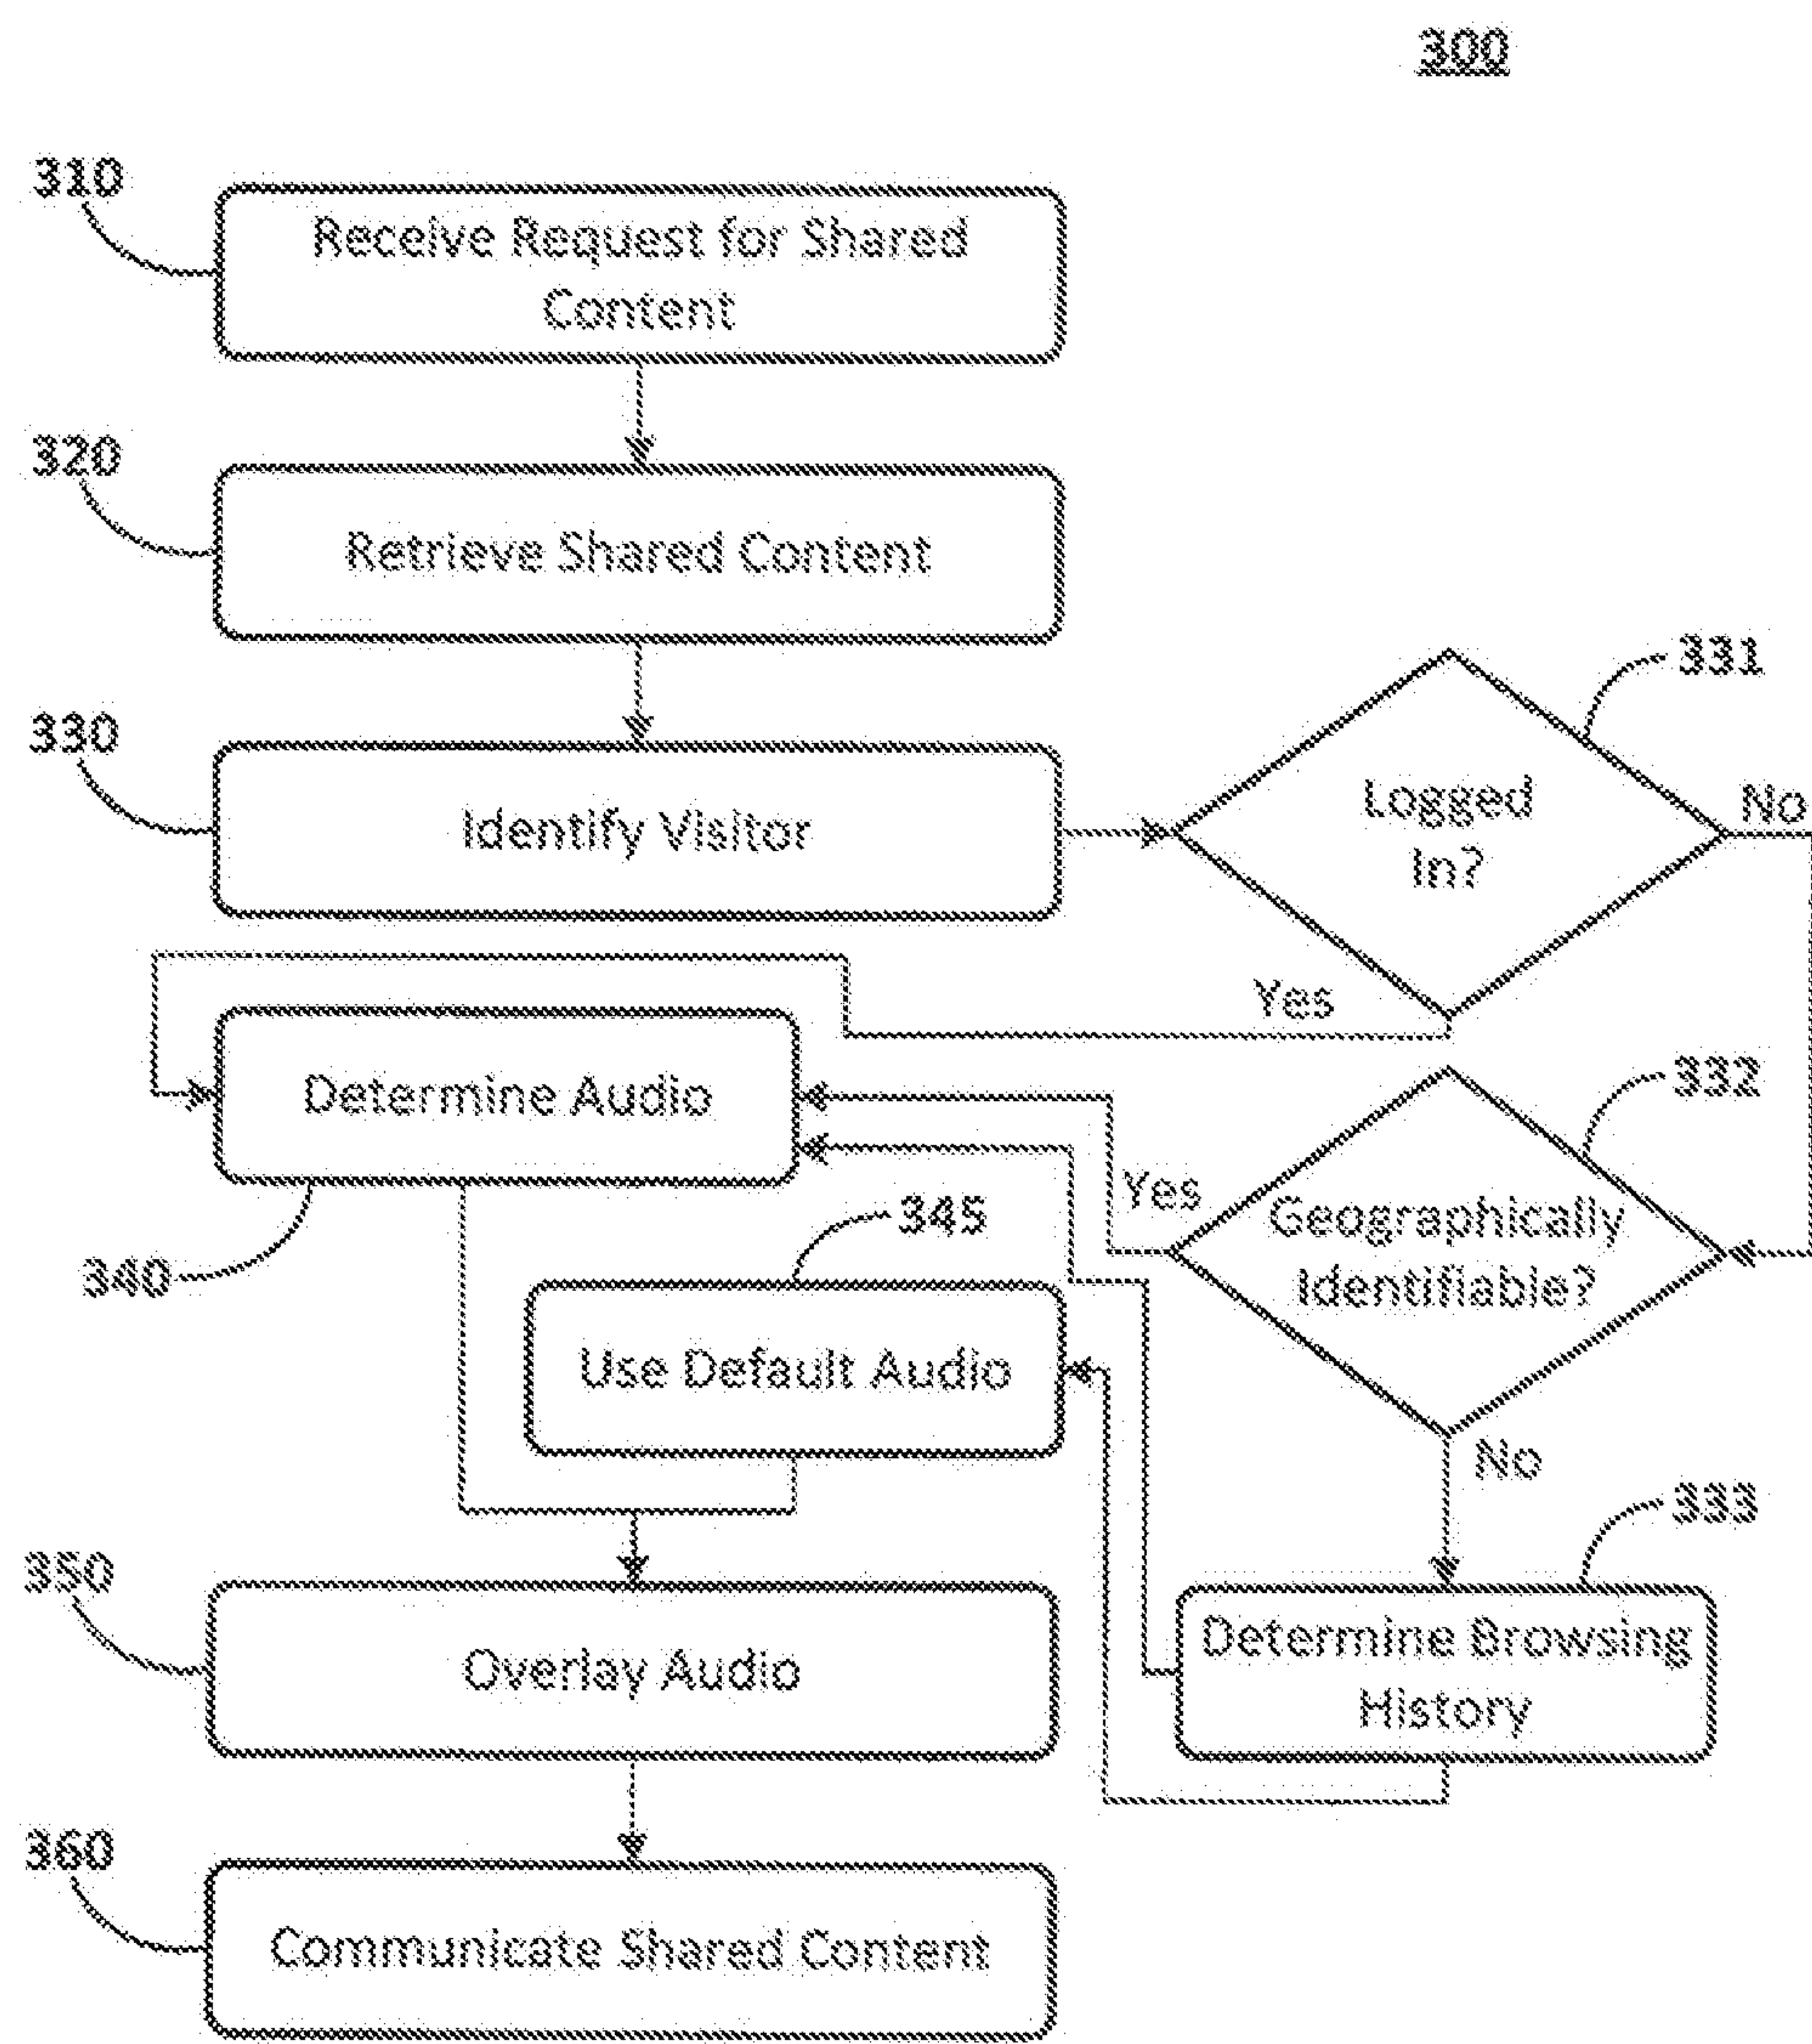 300
310
Receive Request for Shared
Content
320
Retrieve Shared Content
331
330
Identify Visitor
Logged
In?
No
Yes
332
Determine Audio
Yes
345
Geographically
Identifiable?
340
Use Default Audio
No
333
350
Determine Browsing
History
Overlay Audio
360
Communicate Shared Content